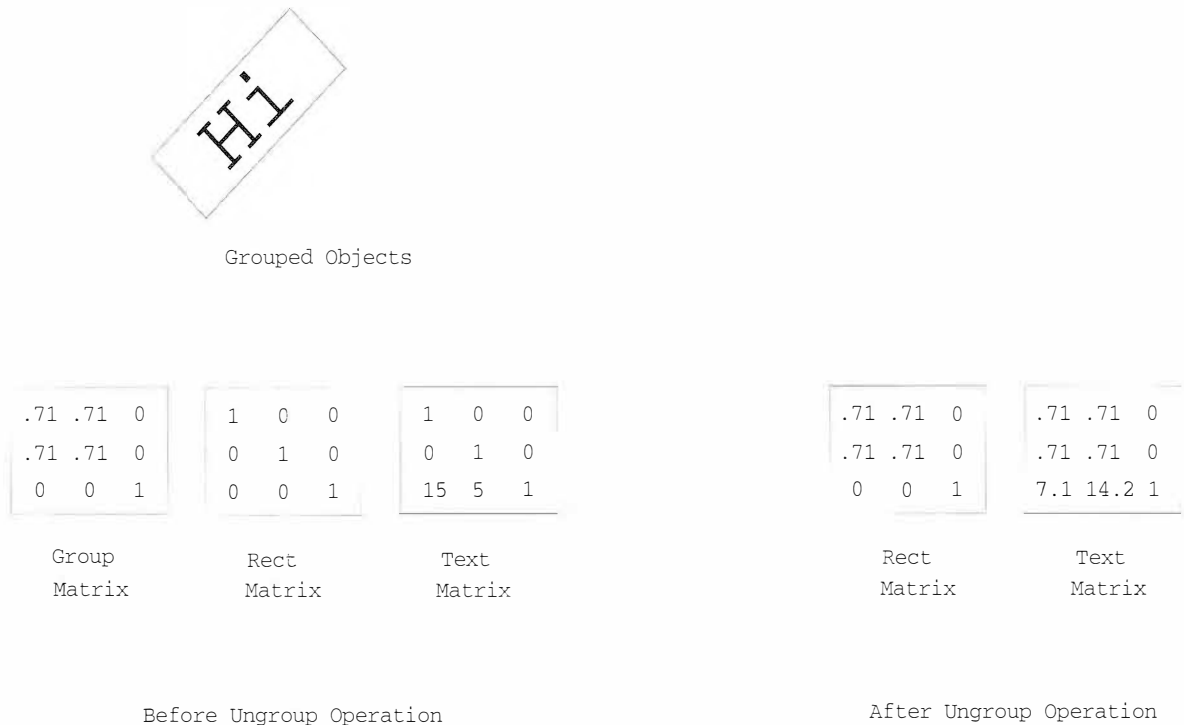 Hi
Grouped Objects
.71 .71 0
.71 .71 0
0 0 1
Group
Matrix
1 0 0
0 1 0
0 0 1
Rect
Matrix
1 0 0
0 1 0
15 5 1
Text
Matrix
Before Ungroup Operation
.71 .71 0
.71 .71 0
0 0 1
Rect
Matrix
.71 .71 0
.71 .71 0
7.1 14.2 1
Text
Matrix
After Ungroup Operation